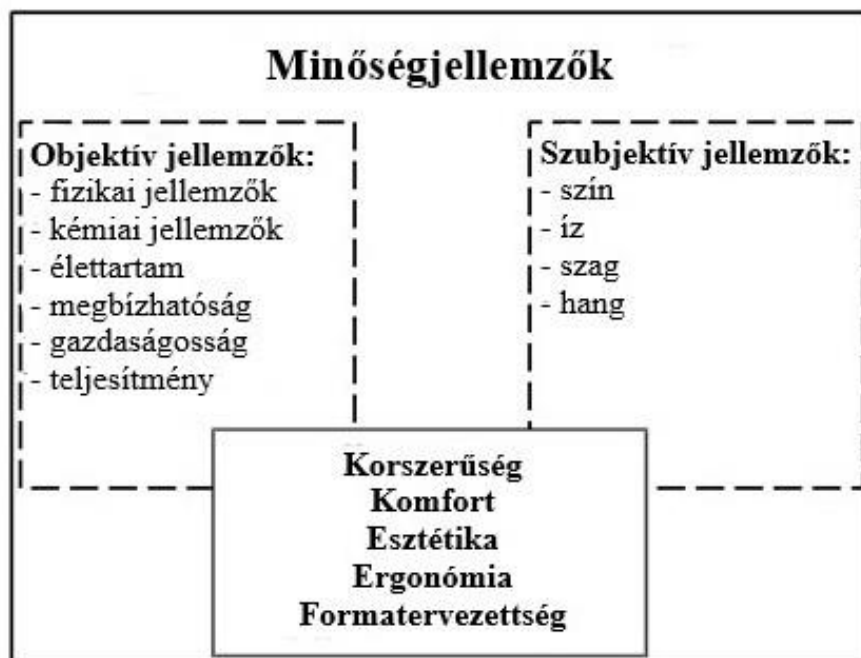 Minőségjellemzők
Objektív jellemzők:
- fizikai jellemzők
- kémiai jellemzők
- élettartam
- megbízhatóság
- gazdaságosság
- teljesítmény
Szubjektív jellemzők:
- szín
- íz
- szag
- hang
Korszerűség
Komfort
Esztétika
Ergonómia
Formatervezettség